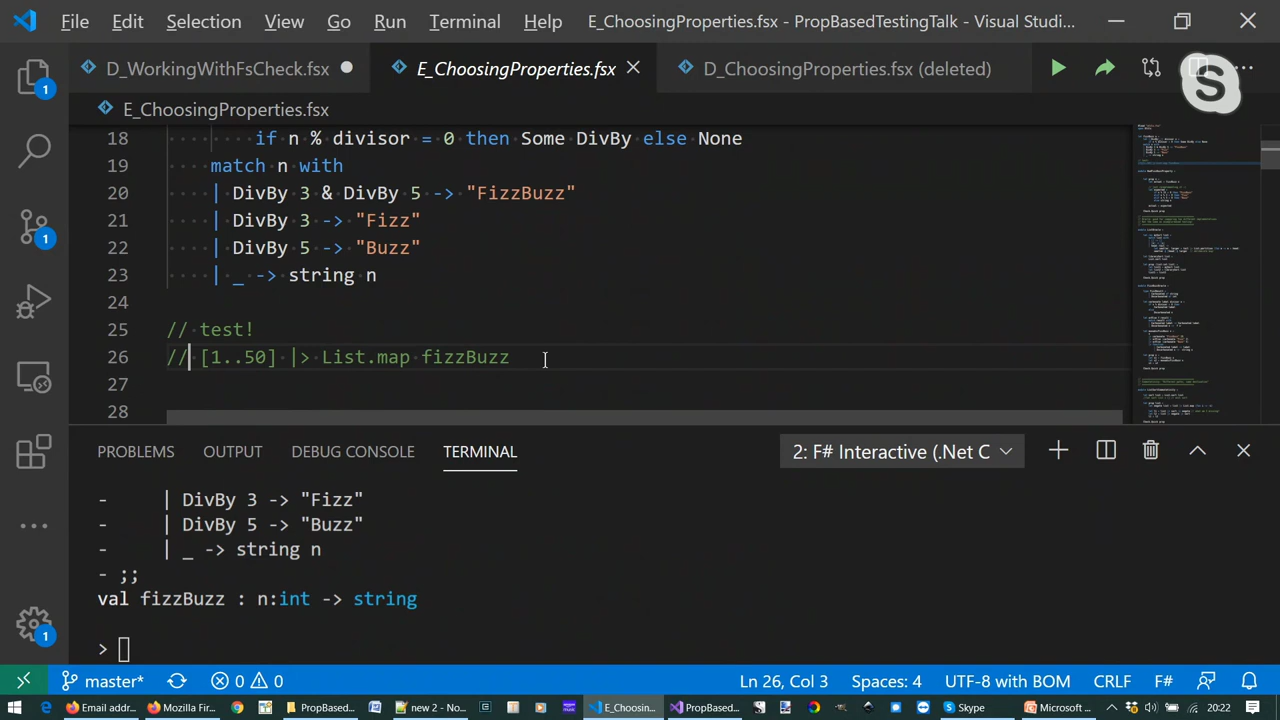 File Edit Selection View Go Run Terminal Help E_ChoosingProperties.fsx - PropBasedTestingTalk - Visual Studi...
D_WorkingWithFsCheck.fsx E_ChoosingProperties.fsx D_ChoosingProperties.fsx (deleted)
E_ChoosingProperties.fsx
18 if n % divisor = 0 then Some DivBy else None
19 match n with
20 | DivBy 3 & DivBy 5 -> "FizzBuzz"
21 | DivBy 3 -> "Fizz"
22 | DivBy 5 -> "Buzz"
23 | _ -> string n
24
25 // test!
26 // [1..50] |> List.map fizzBuzz
27
28
PROBLEMS OUTPUT DEBUG CONSOLE TERMINAL 2: F# Interactive (.Net C
- | DivBy 3 -> "Fizz"
- | DivBy 5 -> "Buzz"
- | _ -> string n
- ;;
val fizzBuzz : n:int -> string
>
master* 0 0 Ln 26, Col 3 Spaces: 4 UTF-8 with BOM CRLF F#
Email addr... Mozilla Fir... PropBased... new 2 - No... E_Choosin... PropBased... Skype Microsoft ... 20:22